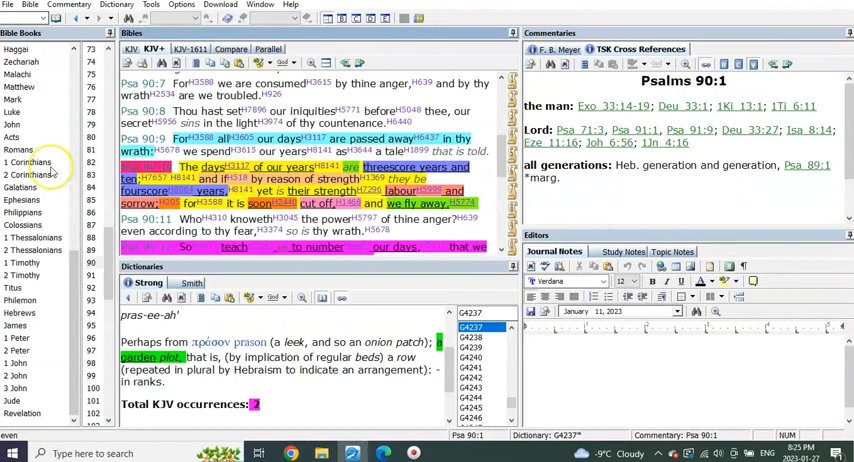 File Bible Commentary Dictionary Tools Options Download Window Help
Bible Books
Haggai
Zechariah
Malachi
Matthew
Mark
Luke
John
Acts
Romans
1 Corinthians
2 Corinthians
Galatians
Ephesians
Philippians
Colossians
1 Thessalonians
2 Thessalonians
1 Timothy
2 Timothy
Titus
Philemon
Hebrews
James
1 Peter
2 Peter
1 John
2 John
3 John
Jude
Revelation
73
74
75
76
77
78
79
80
81
82
83
84
85
86
87
88
89
90
91
92
93
94
95
96
97
98
99
100
101
102
Bibles
KJV KJV+ KJV-1611 Compare Parallel
Psa 90:7 For H3588 we are consumed H3615 by thine anger, H639 and by thy
wrath H2534 are we troubled. H926
Psa 90:8 Thou hast set H7896 our iniquities H5771 before H5048 thee, our
secret H5956 sins in the light H3974 of thy countenance. H6440
Psa 90:9 For H3588 all H3605 our days H3117 are passed away H6437 in thy
wrath: H5678 we spend H3615 our years H8141 as H3644 a tale H1899 that is told.
The days H3117 of our years H8141 are threescore years and
ten; H7657 H8141 and if H518 by reason of strength H1369 they be
fourscore H8084 years, H8141 yet is their strength H7296 labour H5999 and
sorrow; H205 for H3588 it is soon H2440 cut off, H1468 and we fly away. H5774
Psa 90:11 Who H4310 knoweth H3045 the power H5797 of thine anger? H639
even according to thy fear, H3374 so is thy wrath. H5678
So teach us to number our days, that we
Dictionaries
Strong Smith
pras-ee-ah'
Perhaps from πράσον prason (a leek, and so an onion patch); a
garden plot, that is, (by implication of regular beds) a row
(repeated in plural by Hebraism to indicate an arrangement): -
in ranks.
Total KJV occurrences: 2
G4237
G4237
G4238
G4239
G4240
G4241
G4242
G4243
G4244
G4245
G4246
Commentaries
F. B. Meyer TSK Cross References
Psalms 90:1
the man: Exo 33:14-19; Deu 33:1; 1Ki 13:1; 1Ti 6:11
Lord: Psa 71:3, Psa 91:1, Psa 91:9; Deu 33:27; Isa 8:14;
Eze 11:16; Joh 6:56; 1Jn 4:16
all generations: Heb. generation and generation, Psa 89:1
*marg.
Editors
Journal Notes Study Notes Topic Notes
Verdana 12 B I U
January 11, 2023
even Psa 90:1 Dictionary: G4237* Commentary: Psa 90:1 NUM
Type here to search
-9°C Cloudy ENG 8:25 PM
2023-01-27